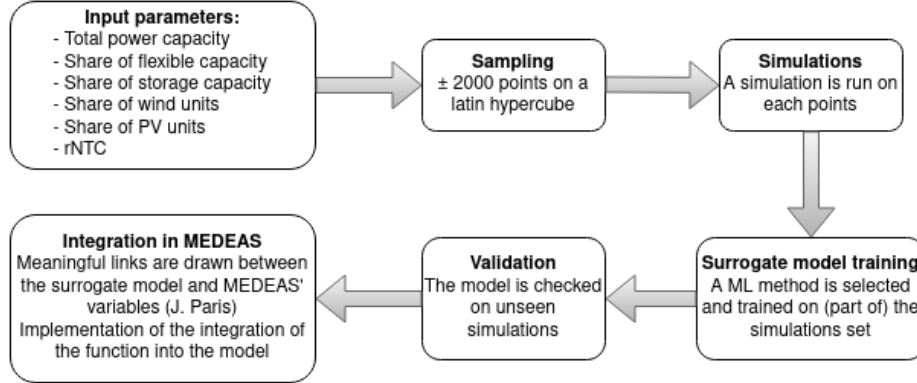 Input parameters:
- Total power capacity
- Share of flexible capacity
- Share of storage capacity
- Share of wind units
- Share of PV units
- rNTC
Sampling
± 2000 points on a
latin hypercube
Simulations
A simulation is run on
each points
Surrogate model training
A ML method is selected
and trained on (part of) the
simulations set
Validation
The model is checked
on unseen
simulations
Integration in MEDEAS
Meaningful links are drawn between
the surrogate model and MEDEAS'
variables (J. Paris)
Implementation of the integration of
the function into the model